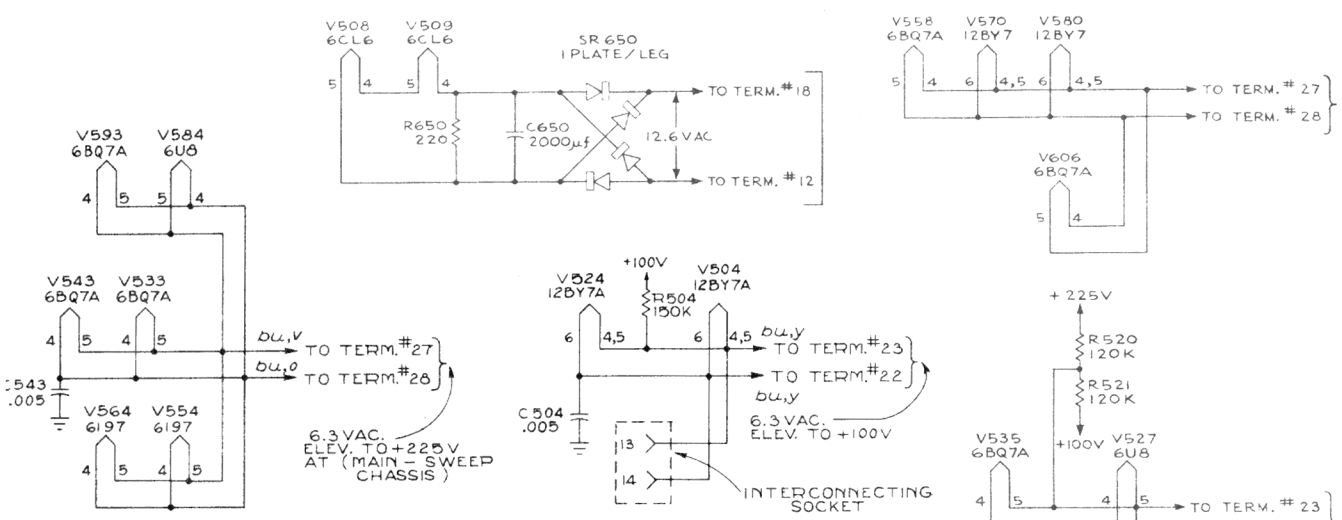 V508
6CL6
V509
6CL6
5
4
5
4
SR 650
1 PLATE/LEG
R650
220
C650
2000µf
12.6 VAC
TO TERM. #18
TO TERM. #12
V558
6BQ7A
V570
12BY7
V580
12BY7
5
4
6
4,5
6
4,5
TO TERM. #27
TO TERM. #28
V606
6BQ7A
5
4
V593
6BQ7A
V584
6U8
4
5
5
4
V543
6BQ7A
V533
6BQ7A
4
5
4
5
bu,v
TO TERM. #27
bu,o
TO TERM. #28
C543
.005
V564
6197
V554
6197
4
5
4
5
6.3 VAC.
ELEV. TO +225V
AT (MAIN - SWEEP
CHASSIS)
V524
12BY7A
+100V
R504
150K
V504
12BY7A
6
4,5
6
4,5
bu,y
TO TERM. #23
TO TERM. #22
bu,y
C504
.005
6.3 VAC.
ELEV. TO +100V
13
14
INTERCONNECTING
SOCKET
+ 225V
R520
120K
R521
120K
+100V
V535
6BQ7A
V527
6U8
4
5
4
5
TO TERM. #23